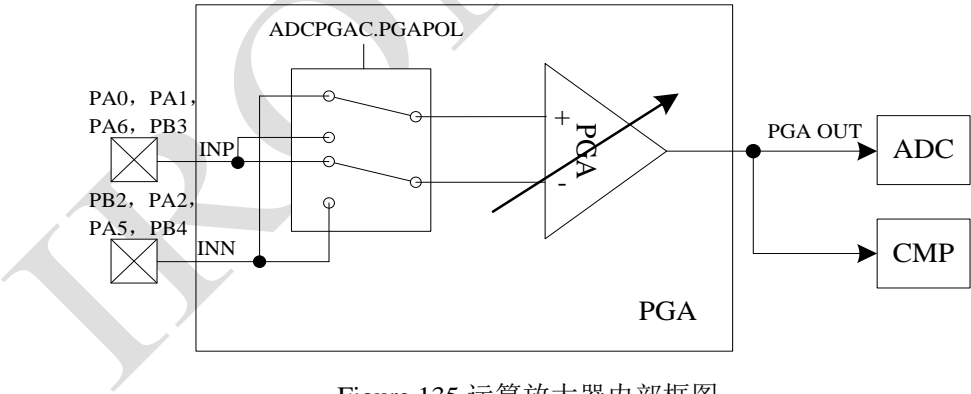 ADCPGAC.PGAPOL
PA0，PA1，
PA6，PB3
INP
PB2，PA2，
PA5，PB4
INN
+
PGA
-
PGA OUT
ADC
CMP
PGA
Figure 135 运算放大器内部框图